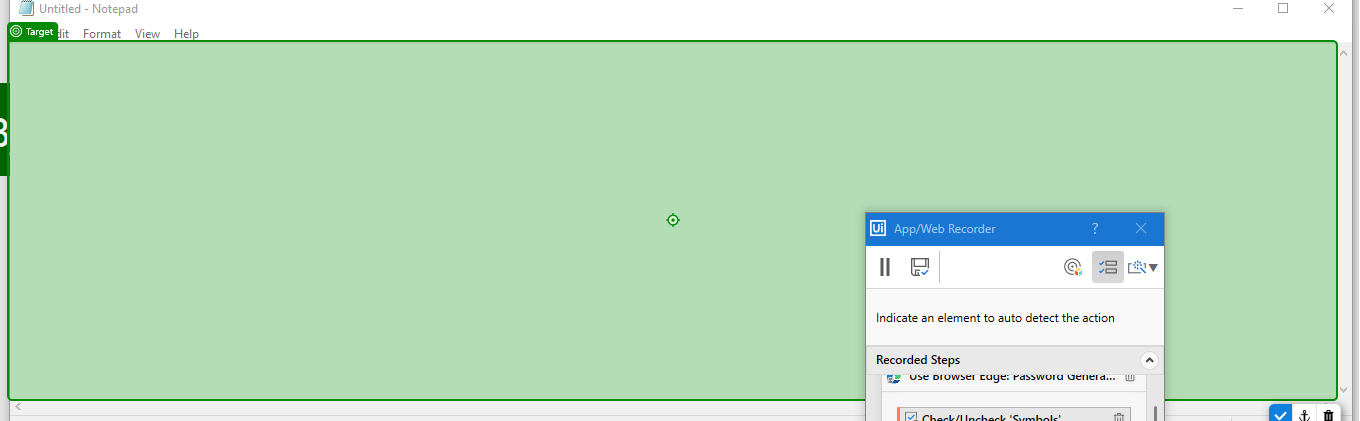 Untitled - Notepad
Target
dit Format View Help
Ui App/Web Recorder ?
Indicate an element to auto detect the action
Recorded Steps
Use Browser Edge: Password Genera...
Check/Uncheck 'Symbols'